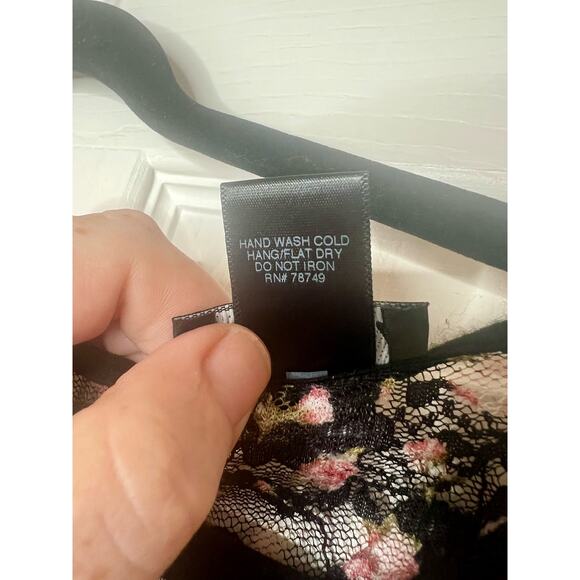 HAND WASH COLD
HANG/FLAT DRY
DO NOT IRON
RN# 78749